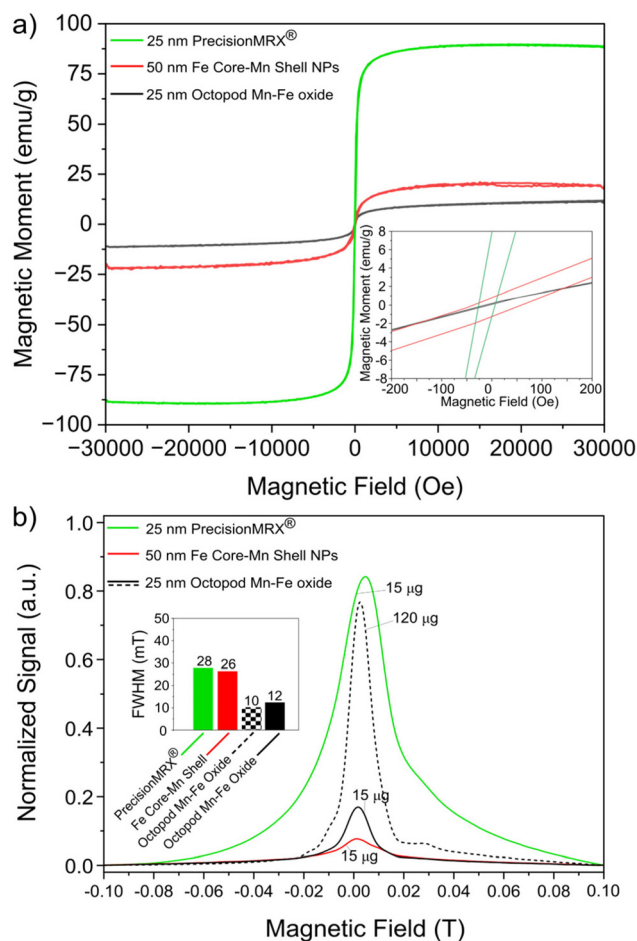 a)
25 nm PrecisionMRX®
50 nm Fe Core-Mn Shell NPs
25 nm Octopod Mn-Fe oxide
Magnetic Moment (emu/g)
100
75
50
25
0
−25
−50
−75
−100
Magnetic Moment (emu/g)
8
6
4
2
0
-2
-4
-6
-8
-200 -100 0 100 200
Magnetic Field (Oe)
−30000 −20000 −10000 0 10000 20000 30000
Magnetic Field (Oe)
b)
25 nm PrecisionMRX®
50 nm Fe Core-Mn Shell NPs
25 nm Octopod Mn-Fe oxide
Normalized Signal (a.u.)
1.0
0.8
0.6
0.4
0.2
0.0
15 µg
120 µg
15 µg
15 µg
FWHM (mT)
50
40
30
20
10
0
28 26 10 12
PrecisionMRX®
Fe Core-Mn Shell
Octopod Mn-Fe Oxide
Octopod Mn-Fe Oxide
-0.10 -0.08 -0.06 -0.04 -0.02 0.00 0.02 0.04 0.06 0.08 0.10
Magnetic Field (T)